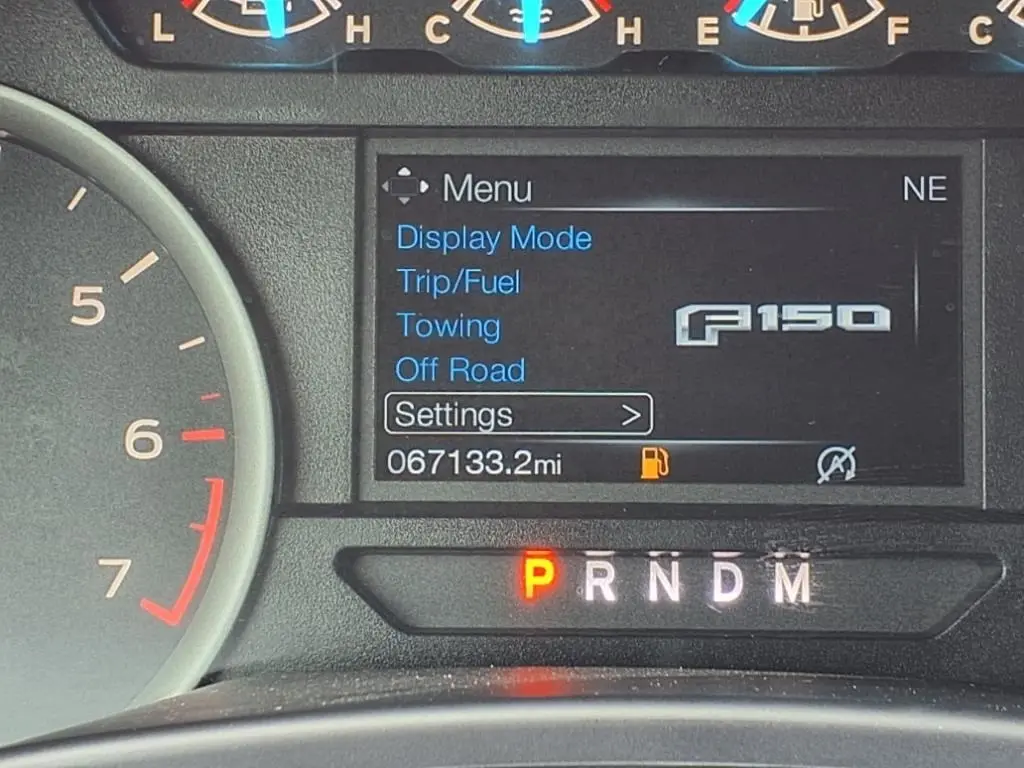 L H C H E F C
Menu NE
Display Mode
Trip/Fuel
5
Towing
F150
Off Road
6
Settings >
067133.2mi
7
P R N D M